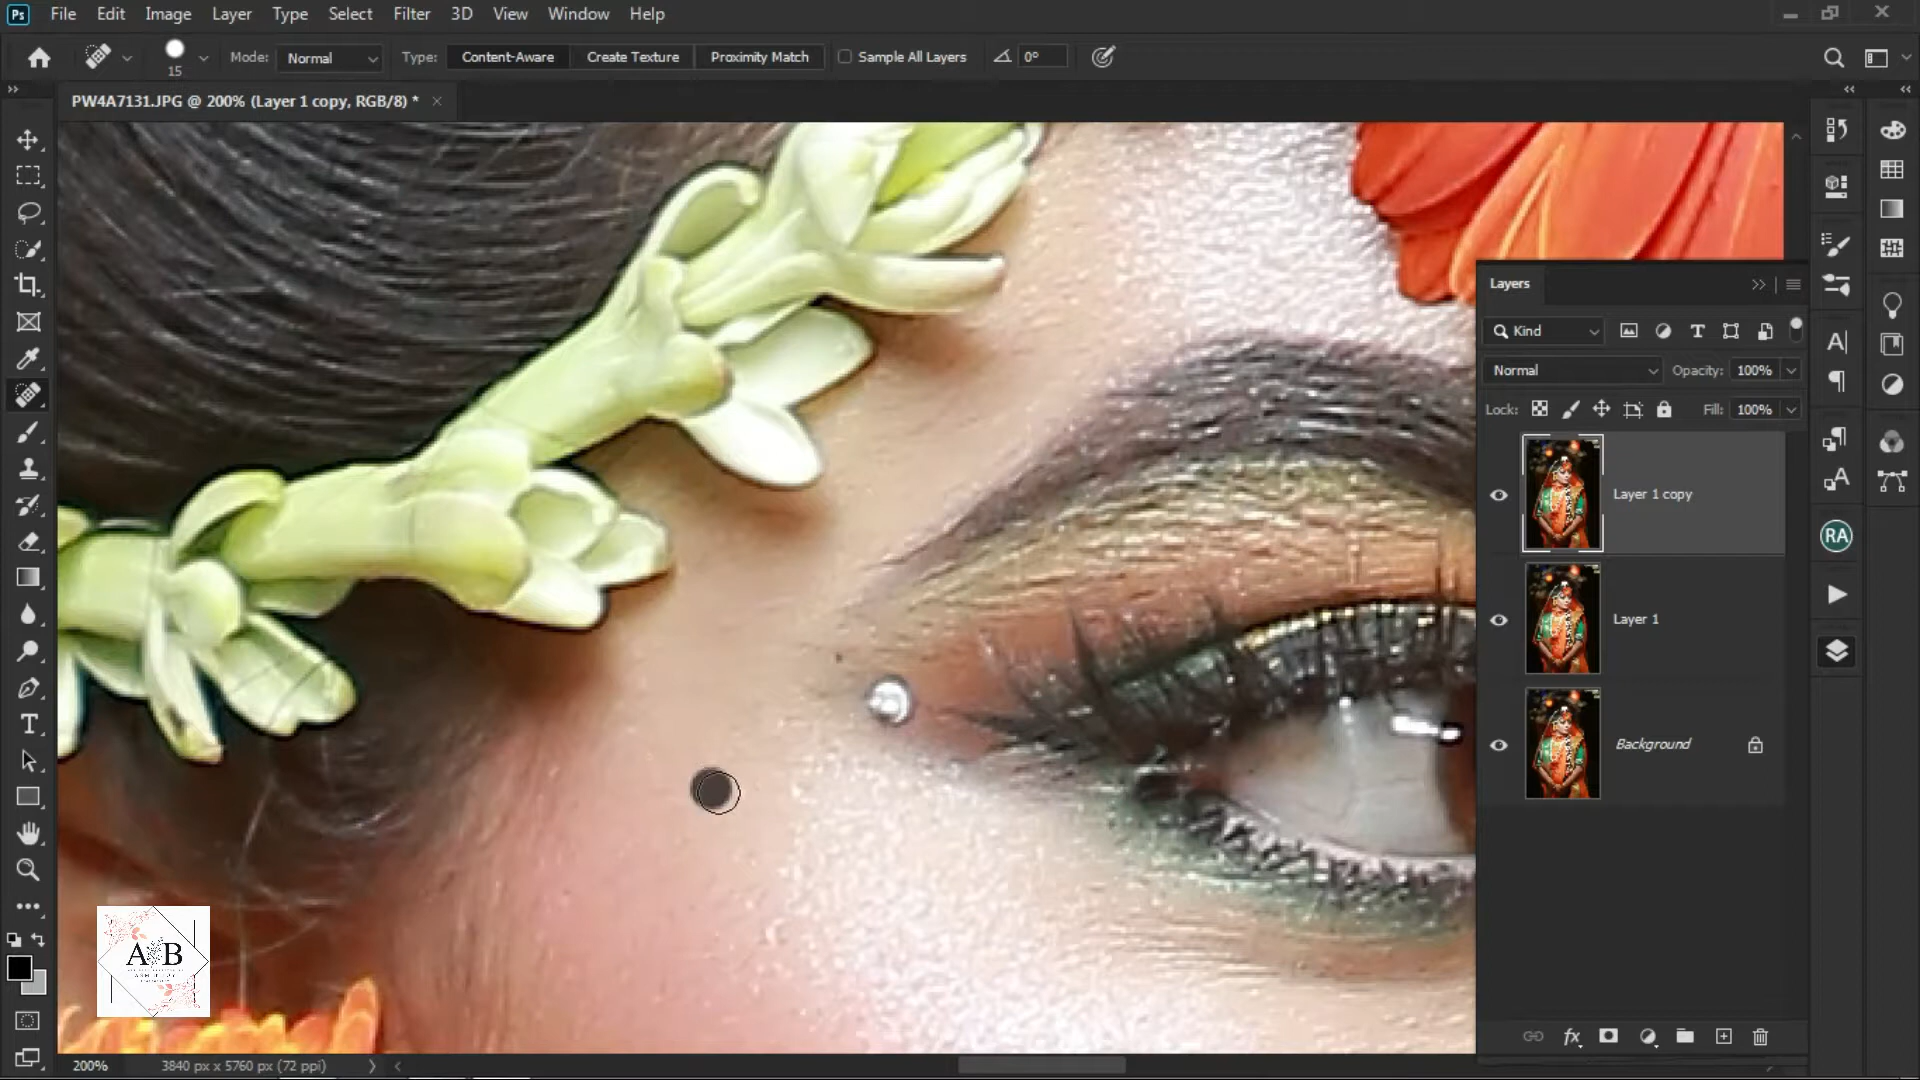 Ps File Edit Image Layer Type Select Filter 3D View Window Help
15 Mode: Normal Type: Content-Aware Create Texture Proximity Match Sample All Layers 0°
PW4A7131.JPG @ 200% (Layer 1 copy, RGB/8) *
Layers
Kind
Normal Opacity: 100%
Lock: Fill: 100%
Layer 1 copy
Layer 1
Background
RA
A B
200% 3840 px x 5760 px (72 ppi)
fx